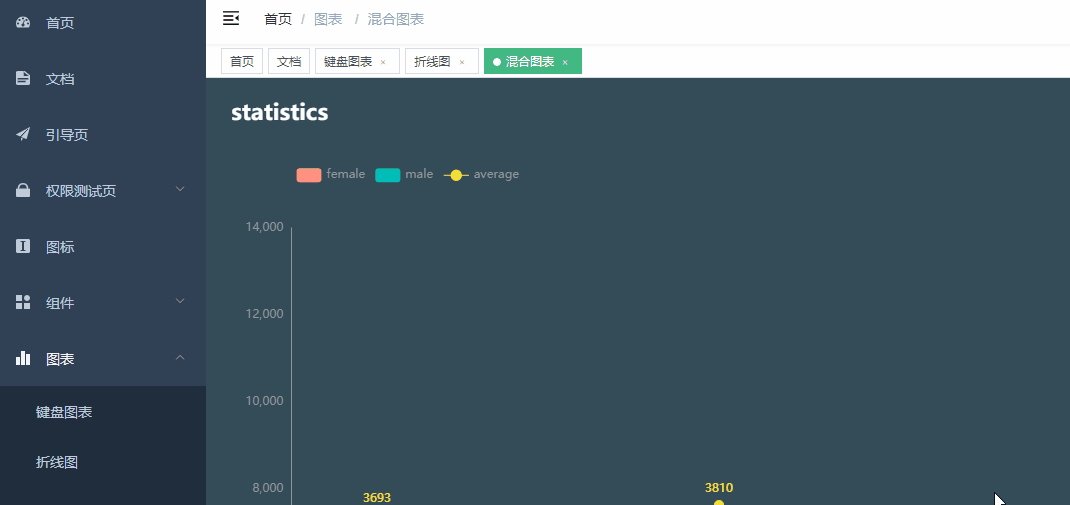 首页
文档
引导页
权限测试页
图标
组件
图表
键盘图表
折线图
首页 / 图表 / 混合图表
首页 文档 键盘图表 × 折线图 × 混合图表 ×
statistics
female male average
14,000
12,000
10,000
8,000
3693
3810